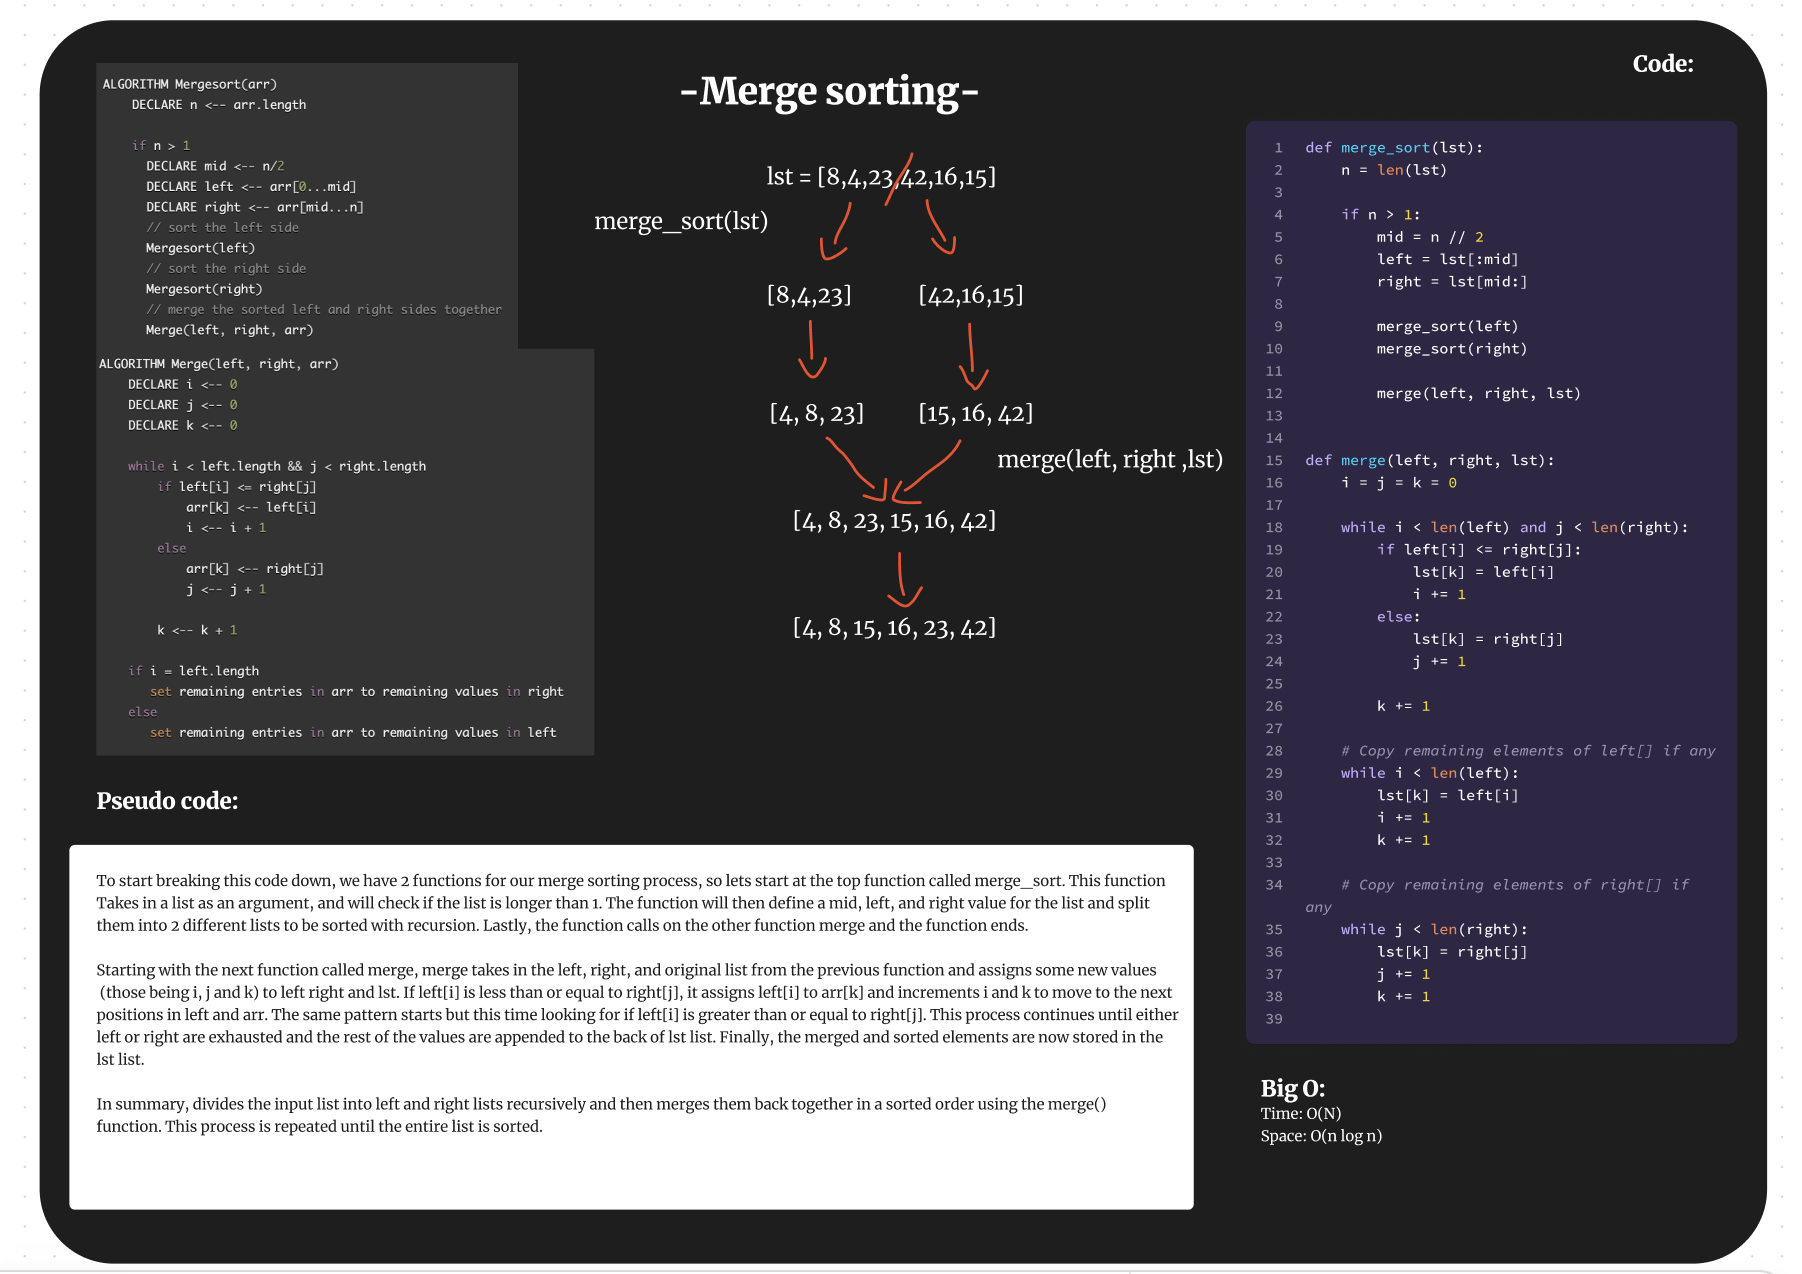 -Merge sorting-
ALGORITHM Mergesort(arr)
    DECLARE n <-- arr.length

    if n > 1
      DECLARE mid <-- n/2
      DECLARE left <-- arr[0...mid]
      DECLARE right <-- arr[mid...n]
      // sort the left side
      Mergesort(left)
      // sort the right side
      Mergesort(right)
      // merge the sorted left and right sides together
      Merge(left, right, arr)
ALGORITHM Merge(left, right, arr)
    DECLARE i <-- 0
    DECLARE j <-- 0
    DECLARE k <-- 0

    while i < left.length && j < right.length
        if left[i] <= right[j]
            arr[k] <-- left[i]
            i <-- i + 1
        else
            arr[k] <-- right[j]
            j <-- j + 1

        k <-- k + 1

    if i = left.length
       set remaining entries in arr to remaining values in right
    else
       set remaining entries in arr to remaining values in left
Pseudo code:
lst = [8,4,23,42,16,15]
merge_sort(lst)
[8,4,23] [42,16,15]
[4, 8, 23] [15, 16, 42]
merge(left, right ,lst)
[4, 8, 23, 15, 16, 42]
[4, 8, 15, 16, 23, 42]
To start breaking this code down, we have 2 functions for our merge sorting process, so lets start at the top function called merge_sort. This function
Takes in a list as an argument, and will check if the list is longer than 1. The function will then define a mid, left, and right value for the list and split
them into 2 different lists to be sorted with recursion. Lastly, the function calls on the other function merge and the function ends.

Starting with the next function called merge, merge takes in the left, right, and original list from the previous function and assigns some new values
(those being i, j and k) to left right and lst. If left[i] is less than or equal to right[j], it assigns left[i] to arr[k] and increments i and k to move to the next
positions in left and arr. The same pattern starts but this time looking for if left[i] is greater than or equal to right[j]. This process continues until either
left or right are exhausted and the rest of the values are appended to the back of lst list. Finally, the merged and sorted elements are now stored in the
lst list.

In summary, divides the input list into left and right lists recursively and then merges them back together in a sorted order using the merge()
function. This process is repeated until the entire list is sorted.
Code:
1 def merge_sort(lst):
2     n = len(lst)
3
4     if n > 1:
5         mid = n // 2
6         left = lst[:mid]
7         right = lst[mid:]
8
9         merge_sort(left)
10         merge_sort(right)
11
12         merge(left, right, lst)
13
14
15 def merge(left, right, lst):
16     i = j = k = 0
17
18     while i < len(left) and j < len(right):
19         if left[i] <= right[j]:
20             lst[k] = left[i]
21             i += 1
22         else:
23             lst[k] = right[j]
24             j += 1
25
26         k += 1
27
28     # Copy remaining elements of left[] if any
29     while i < len(left):
30         lst[k] = left[i]
31         i += 1
32         k += 1
33
34     # Copy remaining elements of right[] if
any
35     while j < len(right):
36         lst[k] = right[j]
37         j += 1
38         k += 1
39
Big O:
Time: O(N)
Space: O(n log n)